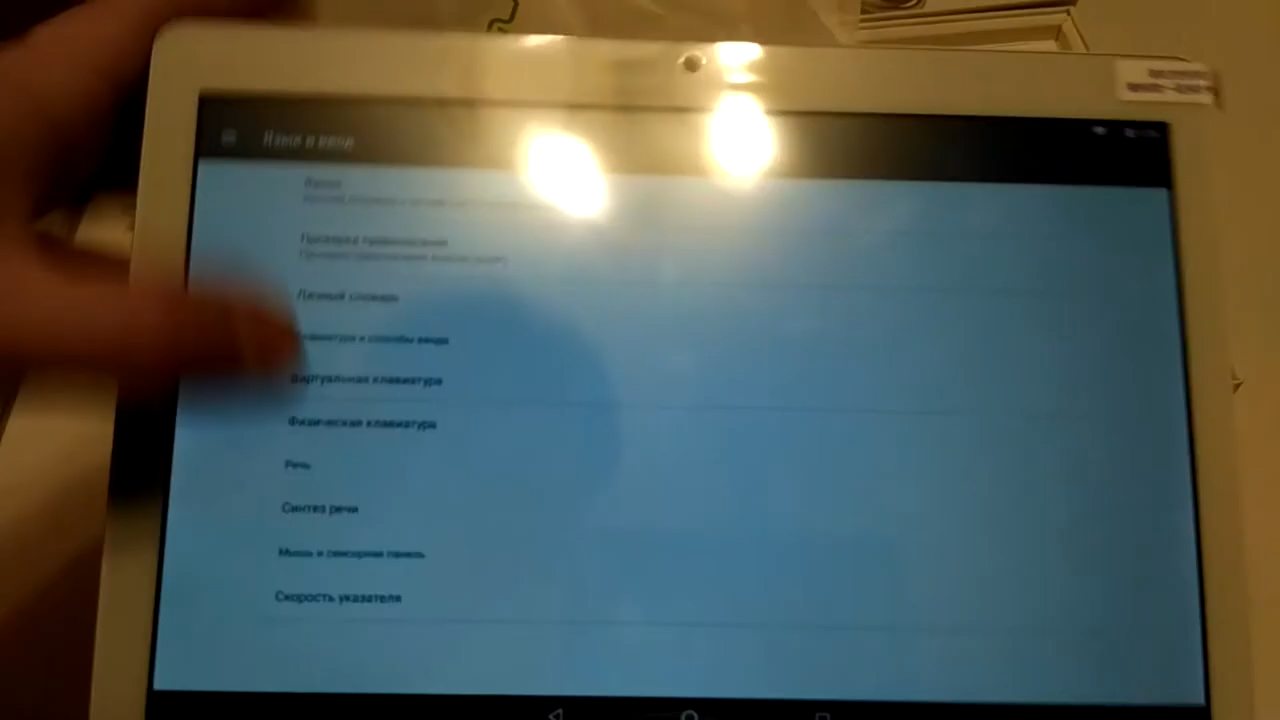 Язык и ввод
Языки
Проверка правописания
Личный словарь
Клавиатура и способы ввода
Виртуальная клавиатура
Физическая клавиатура
Речь
Синтез речи
Мышь и сенсорная панель
Скорость указателя